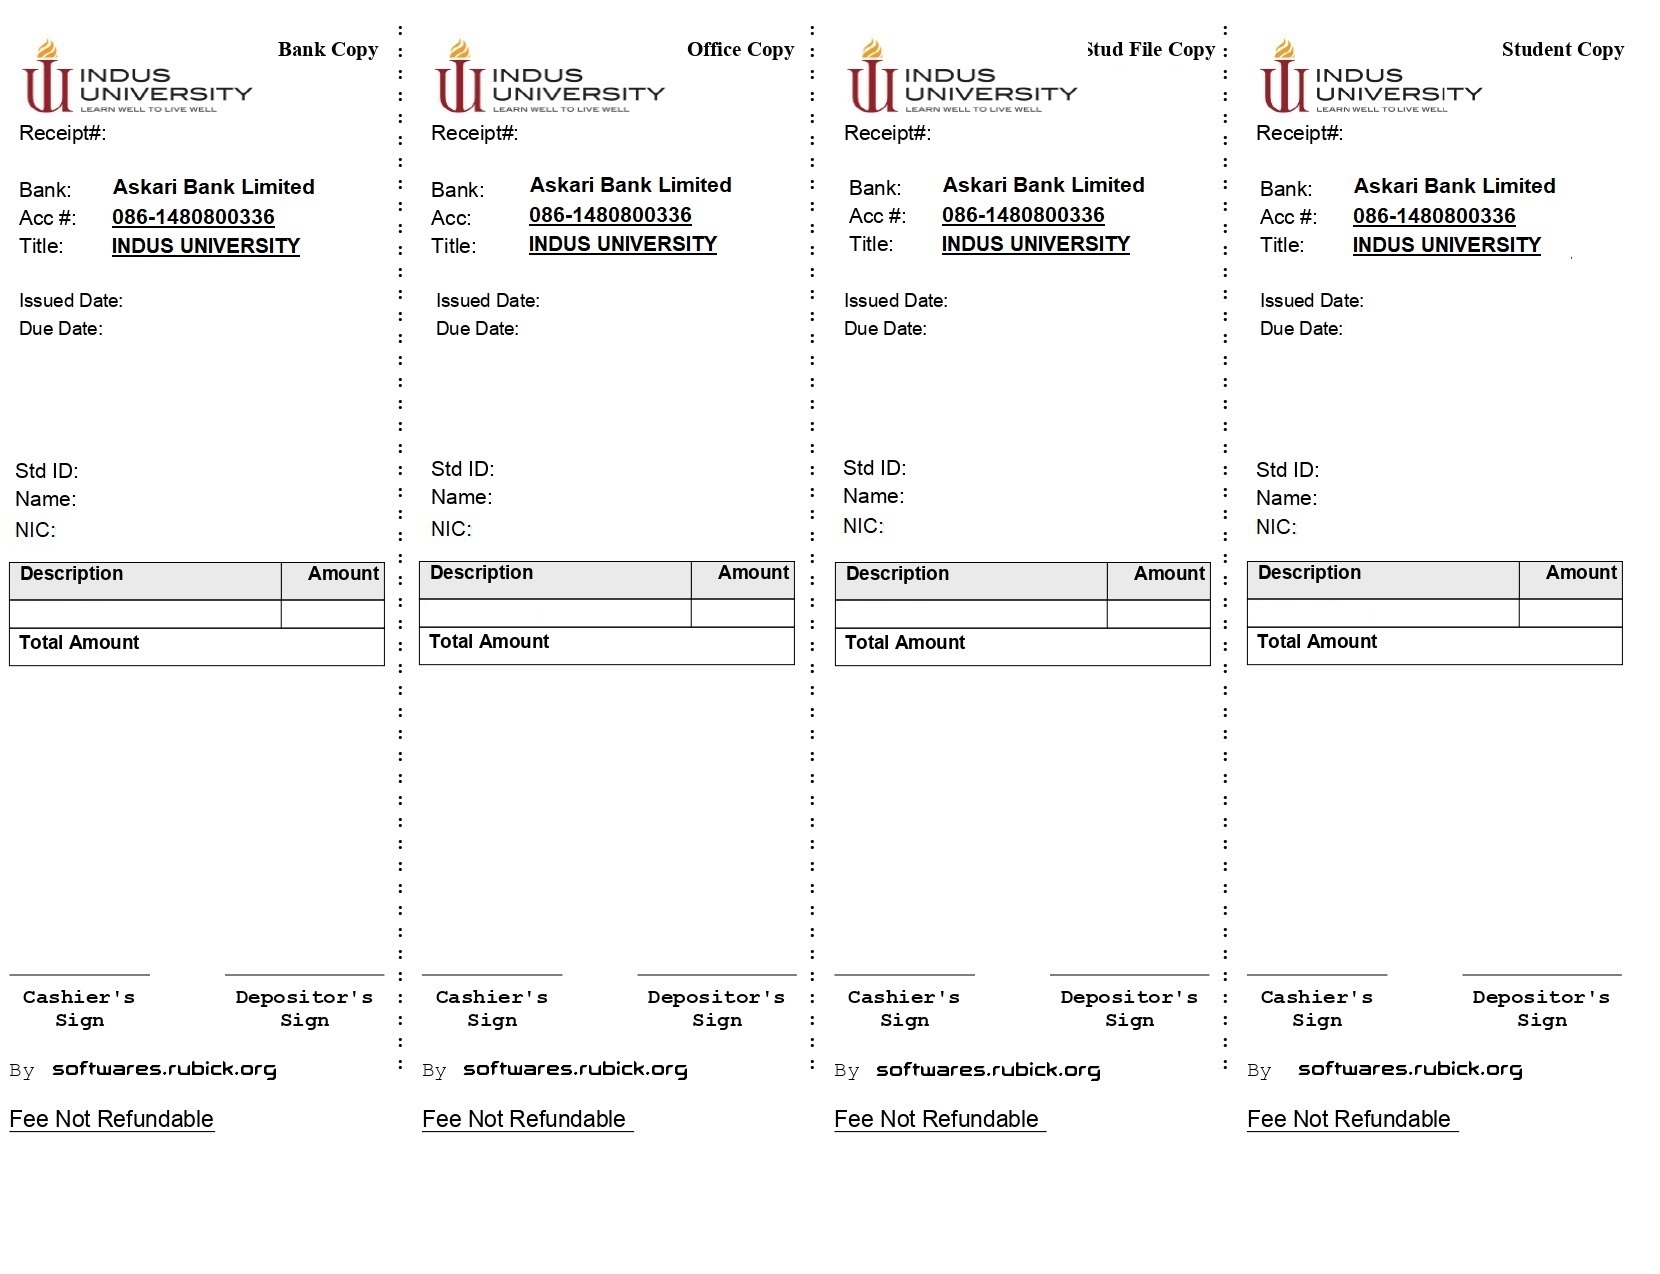 Bank Copy
INDUS
UNIVERSITY
LEARN WELL TO LIVE WELL
Receipt#:
Bank: Askari Bank Limited
Acc #: 086-1480800336
Title: INDUS UNIVERSITY
Issued Date:
Due Date:
Std ID:
Name:
NIC:
Description Amount
Total Amount
Cashier's Depositor's
Sign Sign
By softwares.rubick.org
Fee Not Refundable
Office Copy
INDUS
UNIVERSITY
LEARN WELL TO LIVE WELL
Receipt#:
Bank: Askari Bank Limited
Acc: 086-1480800336
Title: INDUS UNIVERSITY
Issued Date:
Due Date:
Std ID:
Name:
NIC:
Description Amount
Total Amount
Cashier's Depositor's
Sign Sign
By softwares.rubick.org
Fee Not Refundable
Stud File Copy
INDUS
UNIVERSITY
LEARN WELL TO LIVE WELL
Receipt#:
Bank: Askari Bank Limited
Acc #: 086-1480800336
Title: INDUS UNIVERSITY
Issued Date:
Due Date:
Std ID:
Name:
NIC:
Description Amount
Total Amount
Cashier's Depositor's
Sign Sign
By softwares.rubick.org
Fee Not Refundable
Student Copy
INDUS
UNIVERSITY
LEARN WELL TO LIVE WELL
Receipt#:
Bank: Askari Bank Limited
Acc #: 086-1480800336
Title: INDUS UNIVERSITY
Issued Date:
Due Date:
Std ID:
Name:
NIC:
Description Amount
Total Amount
Cashier's Depositor's
Sign Sign
By softwares.rubick.org
Fee Not Refundable